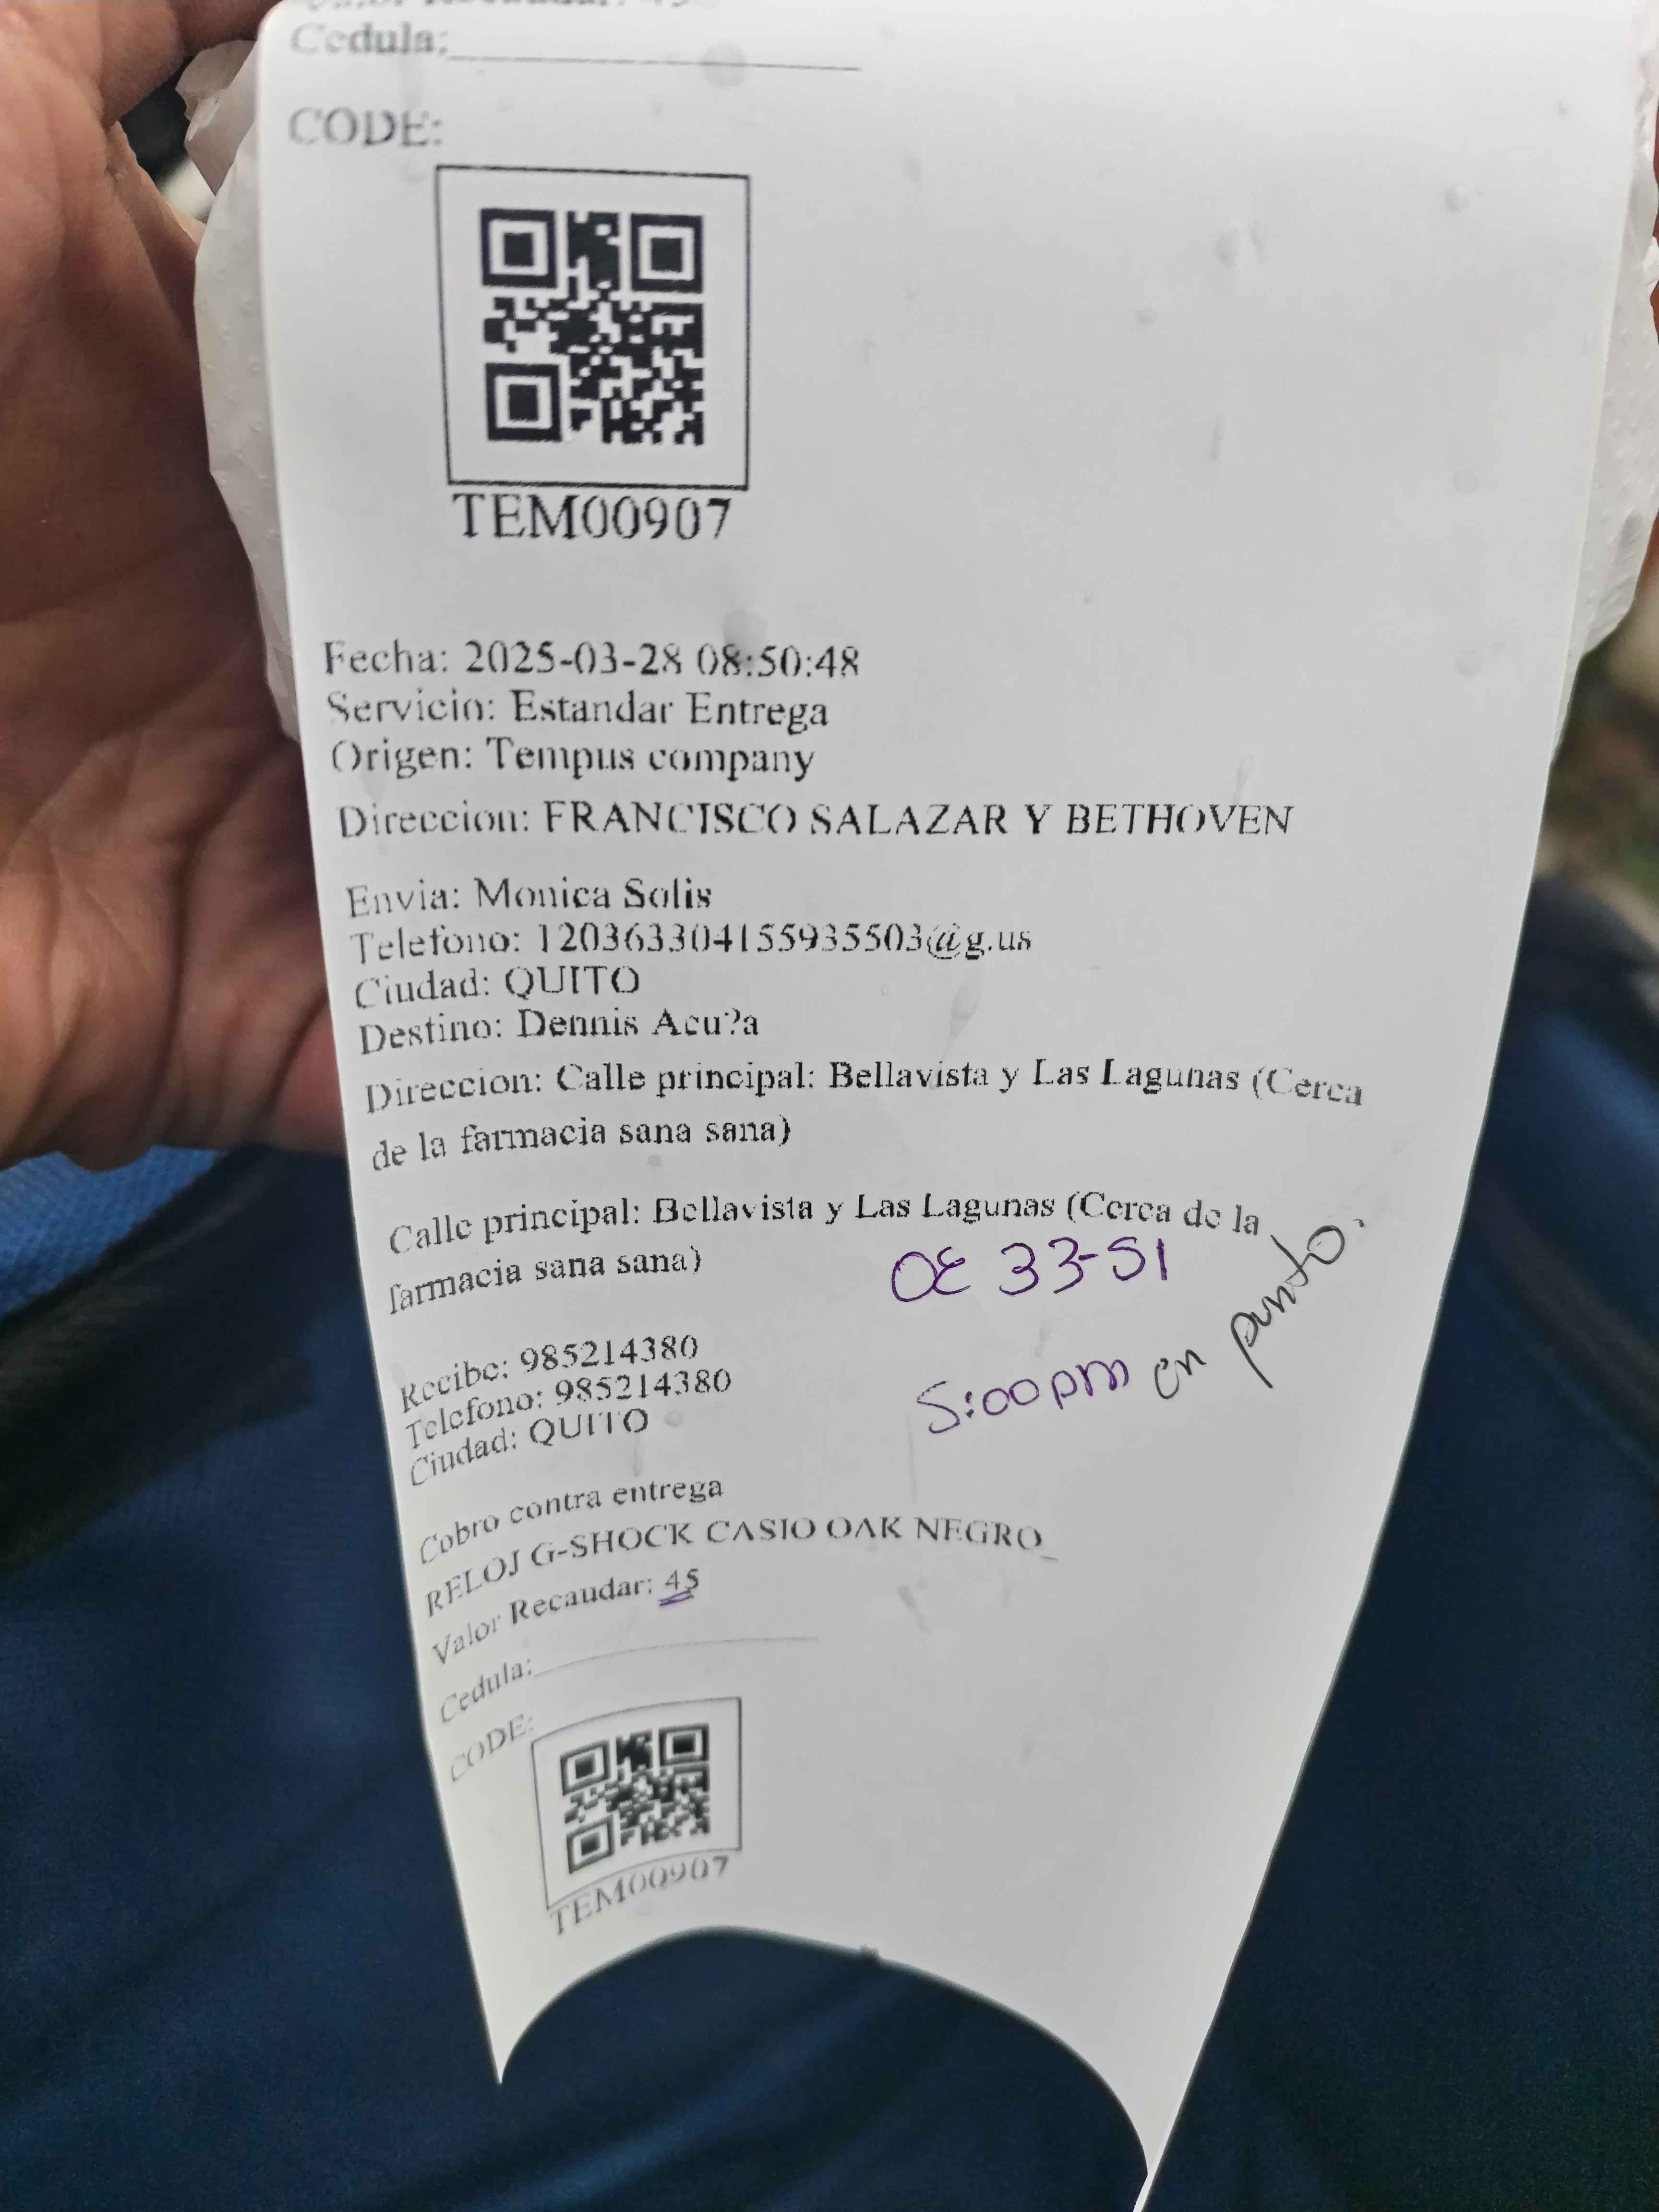 Cedula:
CODE:
TEM00907
Fecha: 2025-03-28 08:50:48
Servicio: Estandar Entrega
Origen: Tempus company
Direccion: FRANCISCO SALAZAR Y BETHOVEN
Envia: Monica Solis
Telefono: 120363304155935503@g.us
Ciudad: QUITO
Destino: Dennis Acu?a
Direccion: Calle principal: Bellavista y Las Lagunas (Cerca
de la farmacia sana sana)
Calle principal: Bellavista y Las Lagunas (Cerca de la
farmacia sana sana)
OE 33-51
5:00pm en punto.
Recibe: 985214380
Telefono: 985214380
Ciudad: QUITO
Cobro contra entrega
RELOJ G-SHOCK CASIO OAK NEGRO_
Valor Recaudar: 45
Cedula:
CODE:
TEM00907